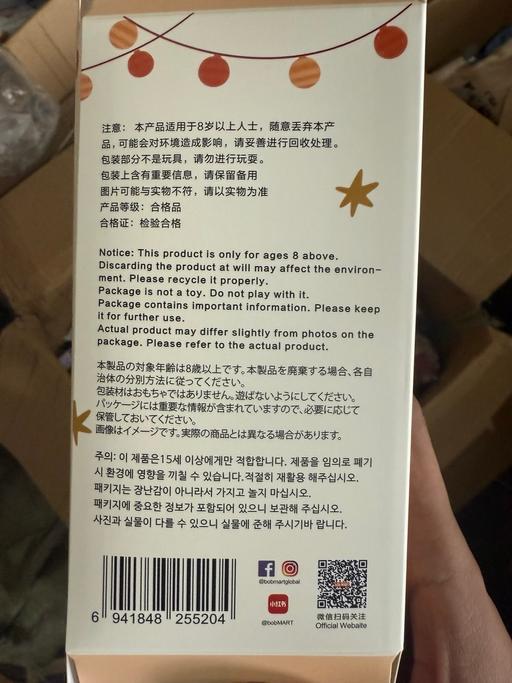 注意： 本产品适用于8岁以上人士， 随意丢弃本产
品, 可能会对环境造成影响， 请妥善进行回收处理。
包装部分不是玩具， 请勿进行玩耍。
包装上含有重要信息， 请保留备用
图片可能与实物不符， 请以实物为准
产品等级： 合格品
合格证： 检验合格
Notice: This product is only for ages 8 above.
Discarding the product at will may affect the environ-
ment. Please recycle it properly.
Package is not a toy. Do not play with it.
Package contains important information. Please keep
it for further use.
Actual product may differ slightly from photos on the
package. Please refer to the actual product.
本製品の対象年齢は8歳以上です。本製品を廃棄する場合、各自
治体の分別方法に従ってください。
包装材はおもちゃではありません。遊ばないようにしてください。
パッケージには重要な情報が含まれていますので、必要に応じて
保管しておいてください。
画像はイメージです。実際の商品とは異なる場合があります。
주의: 이 제품은15세 이상에게만 적합합니다. 제품을 임의로 폐기
시 환경에 영향을 끼칠 수 있습니다.적절히 재활용 해주십시오.
패키지는 장난감이 아니라서 가지고 놀지 마십시오.
패키지에 중요한 정보가 포함되어 있으니 보관해 주십시오.
사진과 실물이 다를 수 있으니 실물에 준해 주시기바 랍니다.
@bobmartglobal
小红书
@bobMART
6 941848 255204
微信扫码关注
Official Webaite